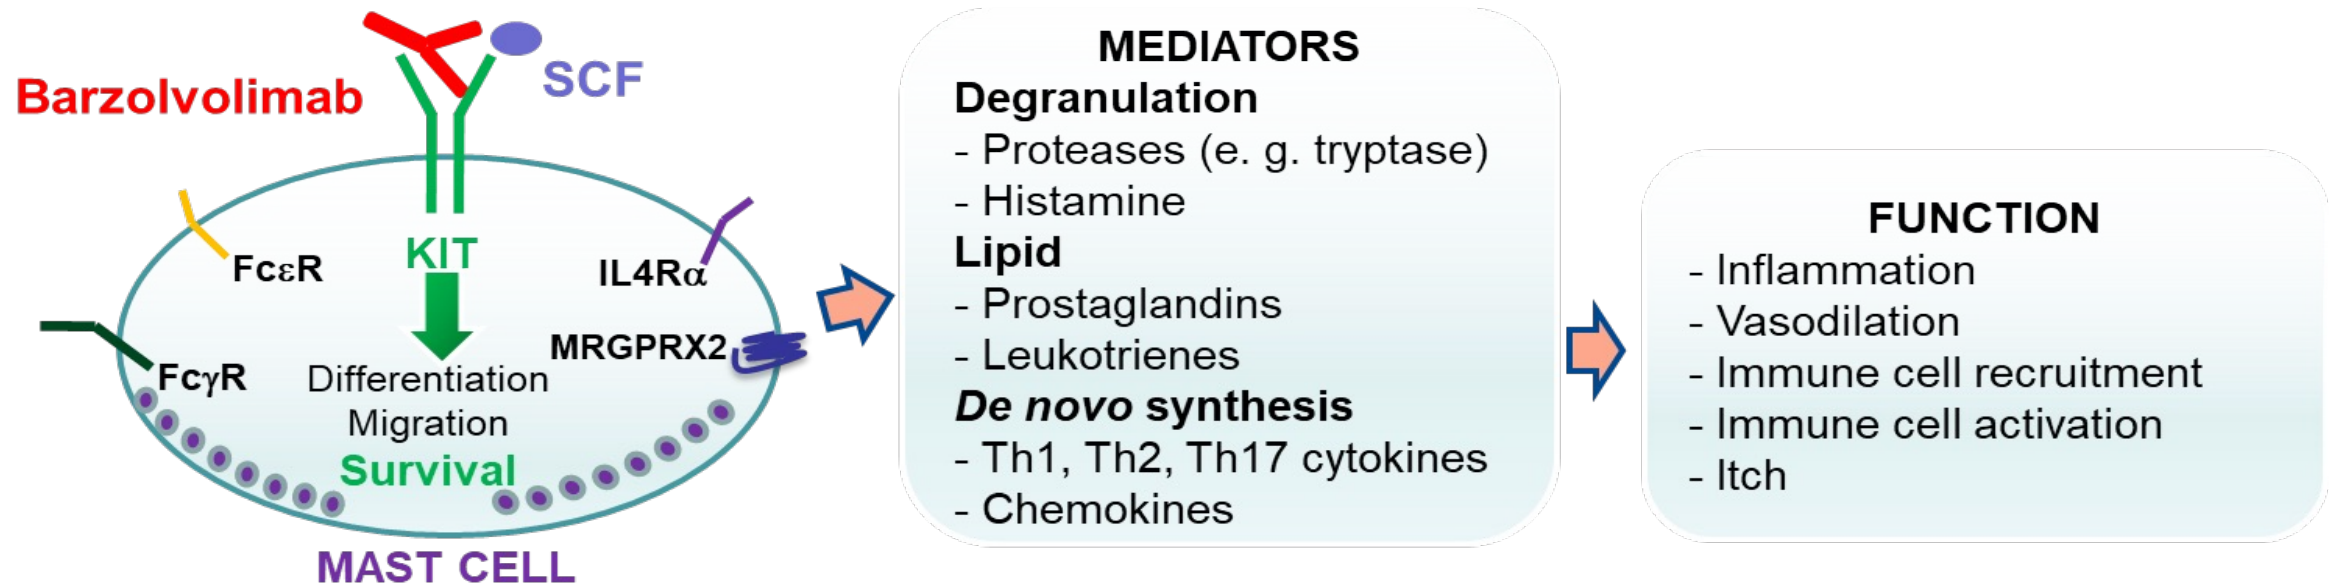 Barzolvolimab
SCF
KIT
FcεR
IL4Rα
MRGPRX2
FcγR
Differentiation
Migration
Survival
MAST CELL
MEDIATORS
Degranulation
- Proteases (e. g. tryptase)
- Histamine
Lipid
- Prostaglandins
- Leukotrienes
De novo synthesis
- Th1, Th2, Th17 cytokines
- Chemokines
FUNCTION
- Inflammation
- Vasodilation
- Immune cell recruitment
- Immune cell activation
- Itch